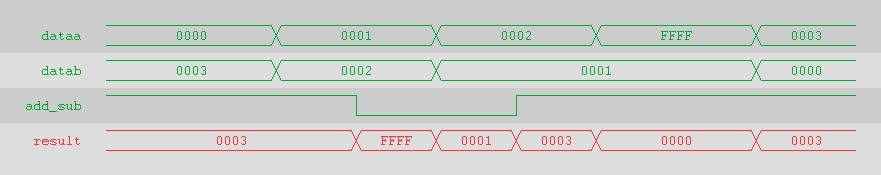 dataa 0000 0001 0002 FFFF 0003
datab 0003 0002 0001 0000
add_sub
result 0003 FFFF 0001 0003 0000 0003